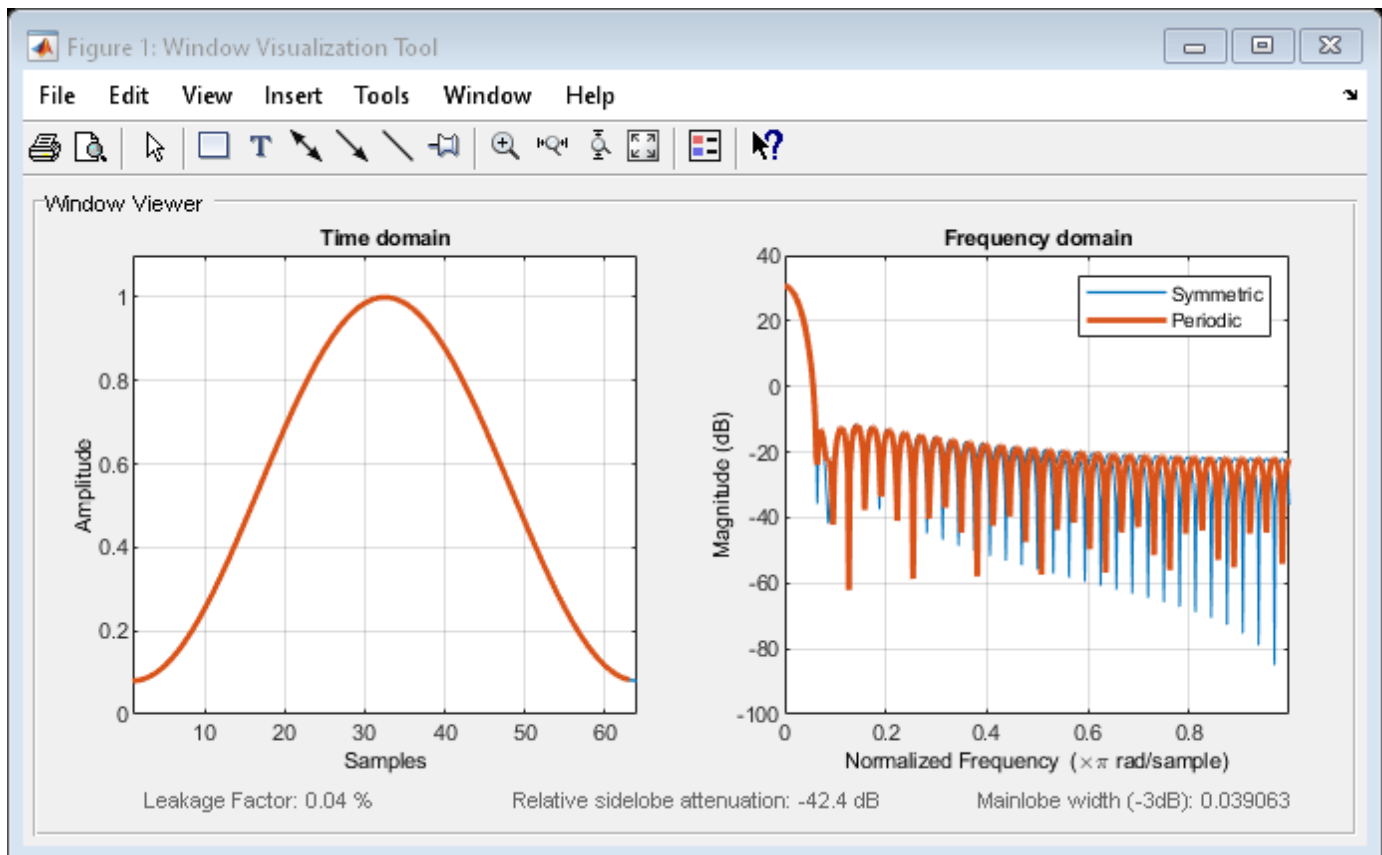 Figure 1: Window Visualization Tool
File Edit View Insert Tools Window Help
T
?
Window Viewer
Time domain
1
0.8
0.6
0.4
0.2
0
Amplitude
10 20 30 40 50 60
Samples
Frequency domain
40
20
0
-20
-40
-60
-80
-100
Magnitude (dB)
Symmetric
Periodic
0 0.2 0.4 0.6 0.8
Normalized Frequency (×π rad/sample)
Leakage Factor: 0.04 % Relative sidelobe attenuation: -42.4 dB Mainlobe width (-3dB): 0.039063